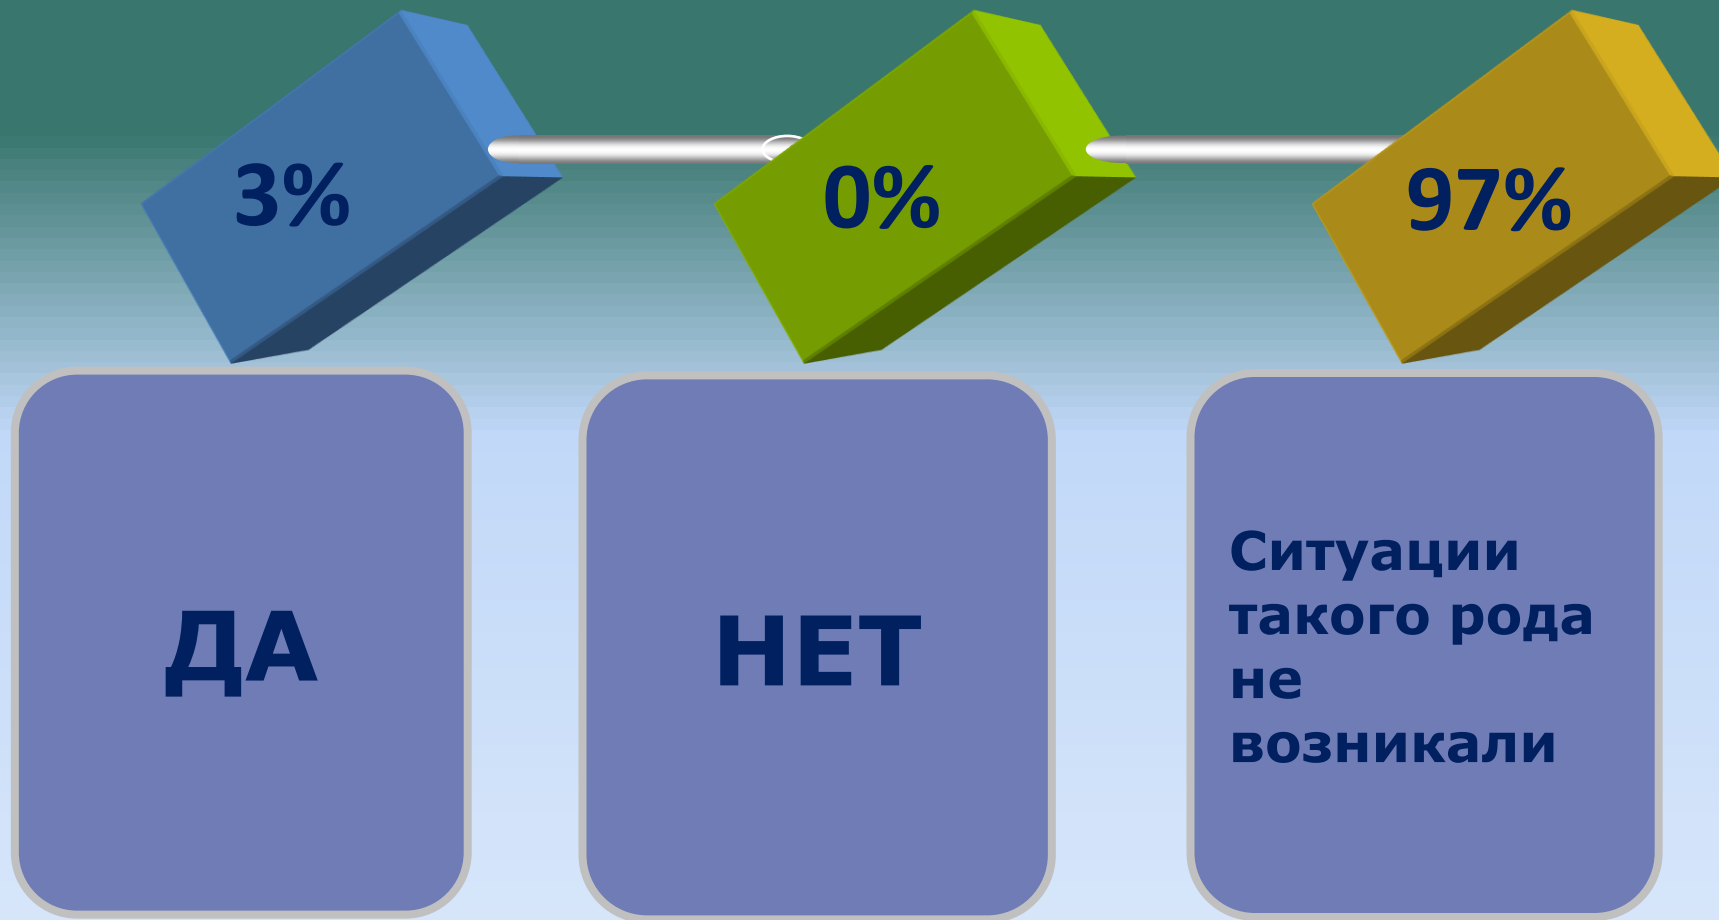 3%
0%
97%
ДА
НЕТ
Ситуации
такого рода
не
возникали